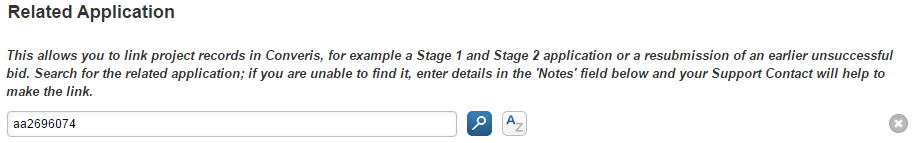 Related Application
This allows you to link project records in Converis, for example a Stage 1 and Stage 2 application or a resubmission of an earlier unsuccessful
bid. Search for the related application; if you are unable to find it, enter details in the 'Notes' field below and your Support Contact will help to
make the link.
aa2696074 AZ